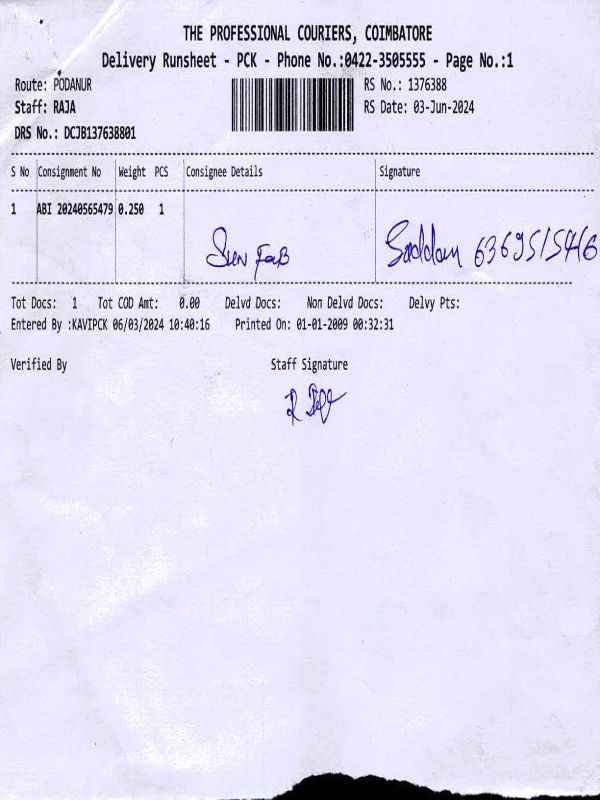 THE PROFESSIONAL COURIERS, COIMBATORE
Delivery Runsheet - PCK - Phone No.:0422-3505555 - Page No.:1
Route: PODANUR RS No.: 1376388
Staff: RAJA RS Date: 03-Jun-2024
DRS No.: DCJB137638801
S No Consignment No Weight PCS Consignee Details Signature
1 ABI 20240565479 0.250 1
Sun Fab Saddam 6369515416
Tot Docs: 1 Tot COD Amt: 0.00 Delvd Docs: Non Delvd Docs: Delvy Pts:
Entered By :KAVIPCK 06/03/2024 10:40:16 Printed On: 01-01-2009 00:32:31
Verified By Staff Signature